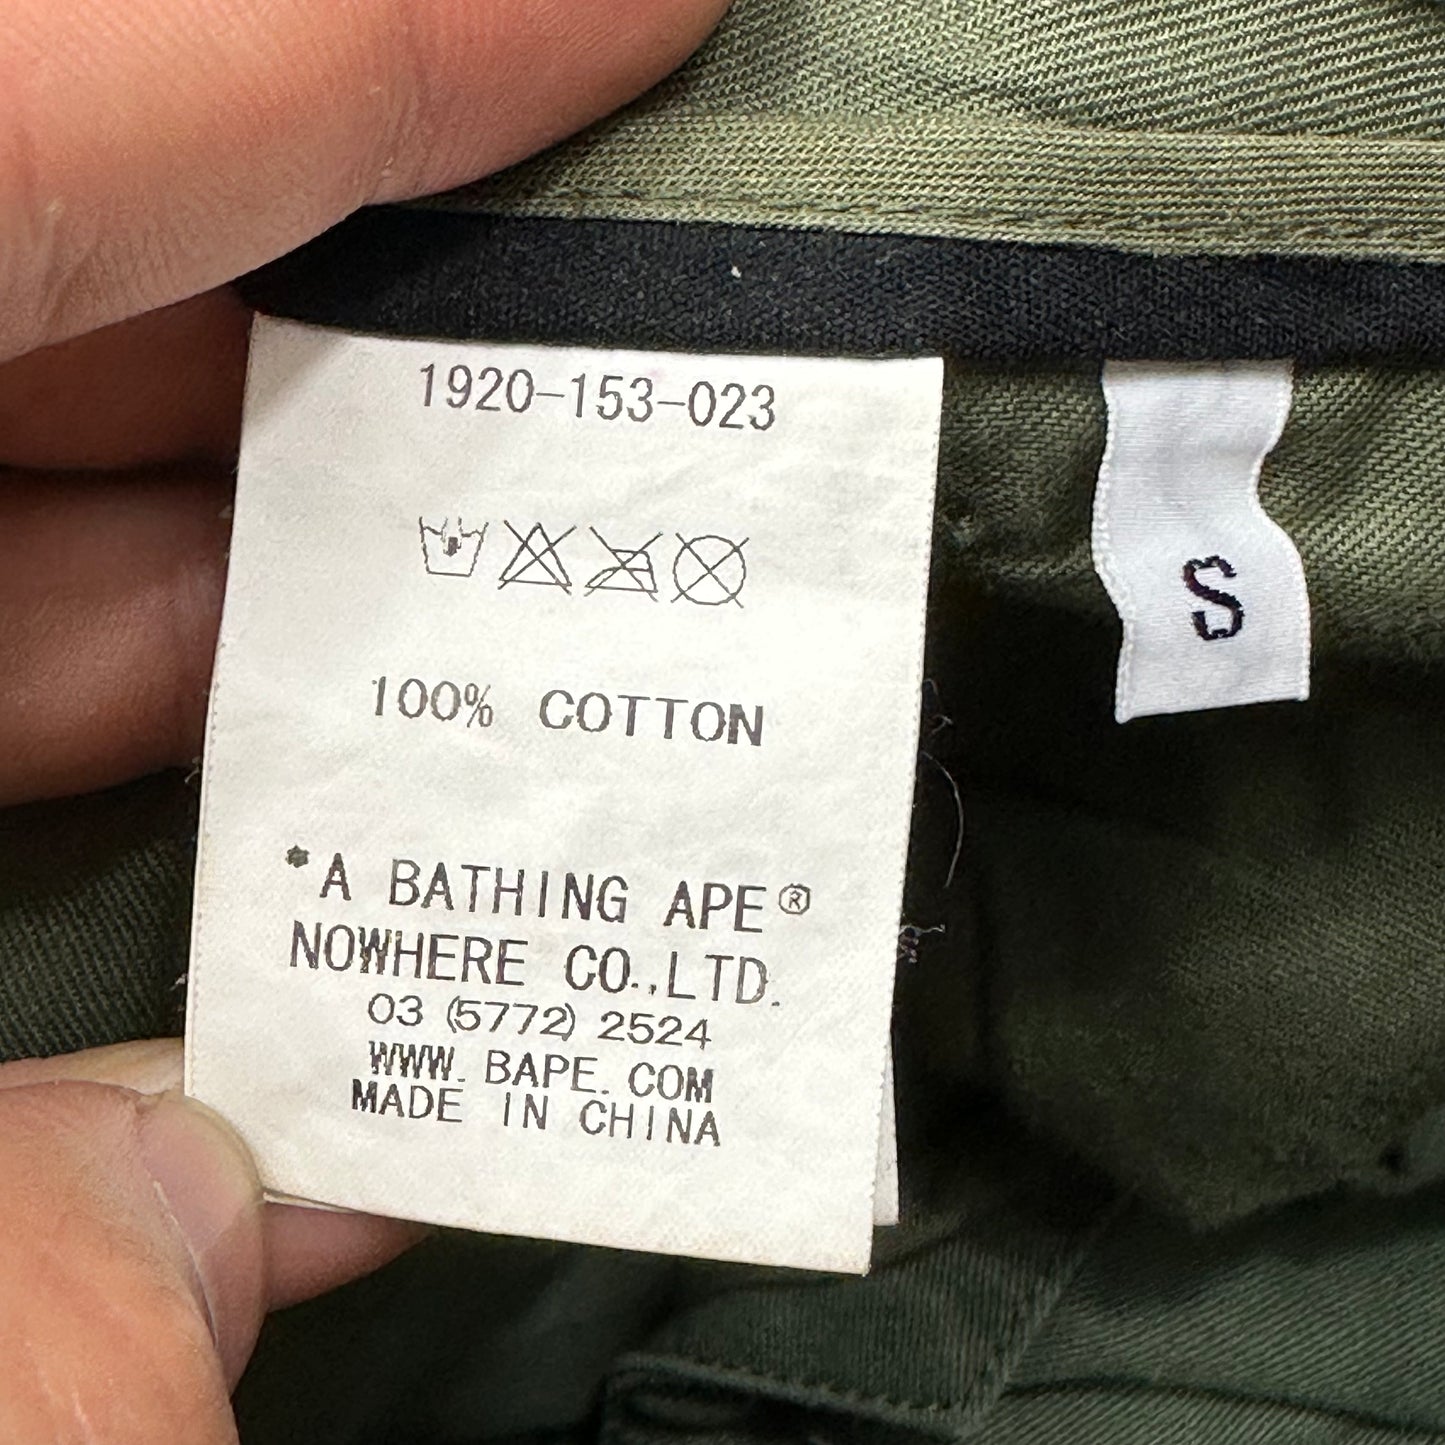 1920-153-023
100% COTTON
*A BATHING APE®
NOWHERE CO.,LTD.
03 (5772) 2524
WWW. BAPE. COM
MADE IN CHINA
S